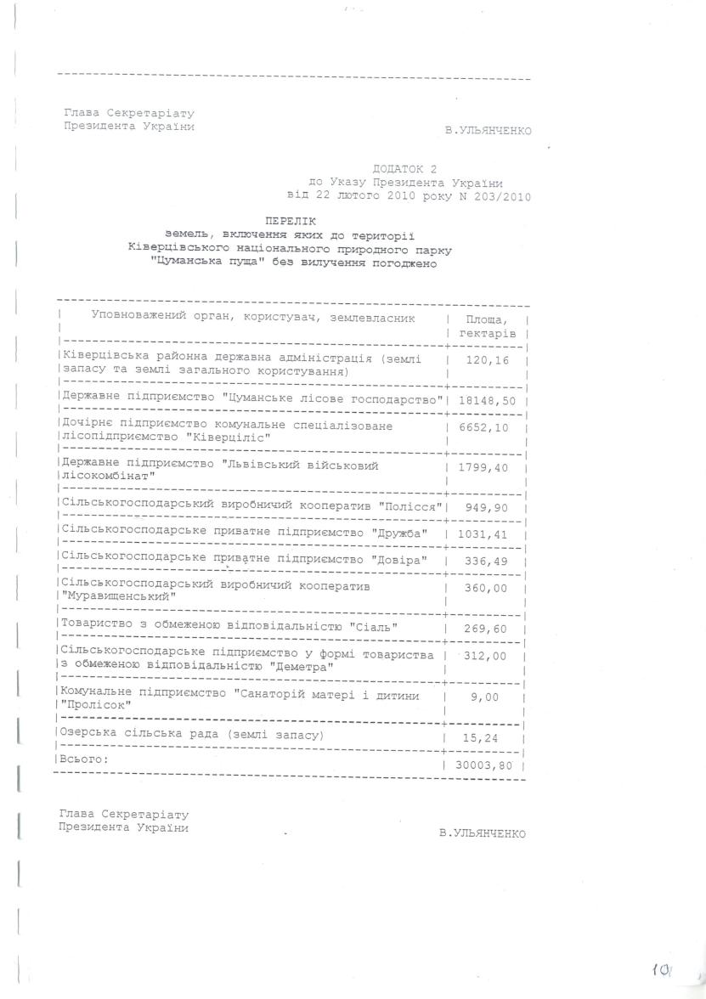 Глава Секретаріату
Президента України В.УЛЬЯНЧЕНКО
ДОДАТОК 2
до Указу Президента України
від 22 лютого 2010 року N 203/2010
ПЕРЕЛІК
земель, включення яких до території
Ківерцівського національного природного парку
"Цуманська пуща" без вилучення погоджено
Уповноважений орган, користувач, землевласник | Площа,
гектарів
Ківерцівська районна державна адміністрація (землі | 120,16
запасу та землі загального користування)
Державне підприємство "Цуманське лісове господарство" | 18148,50
Дочірнє підприємство комунальне спеціалізоване | 6652,10
лісопідприємство "Ківерціліс"
Державне підприємство "Львівський військовий | 1799,40
лісокомбінат"
Сільськогосподарський виробничий кооператив "Полісся" | 949,90
Сільськогосподарське приватне підприємство "Дружба" | 1031,41
Сільськогосподарське приватне підприємство "Довіра" | 336,49
Сільськогосподарський виробничий кооператив | 360,00
"Муравищенський"
Товариство з обмеженою відповідальністю "Сіаль" | 269,60
Сільськогосподарське підприємство у формі товариства | 312,00
з обмеженою відповідальністю "Деметра"
Комунальне підприємство "Санаторій матері і дитини | 9,00
"Пролісок"
Озерська сільська рада (землі запасу) | 15,24
Всього: | 30003,80
Глава Секретаріату
Президента України В.УЛЬЯНЧЕНКО
10